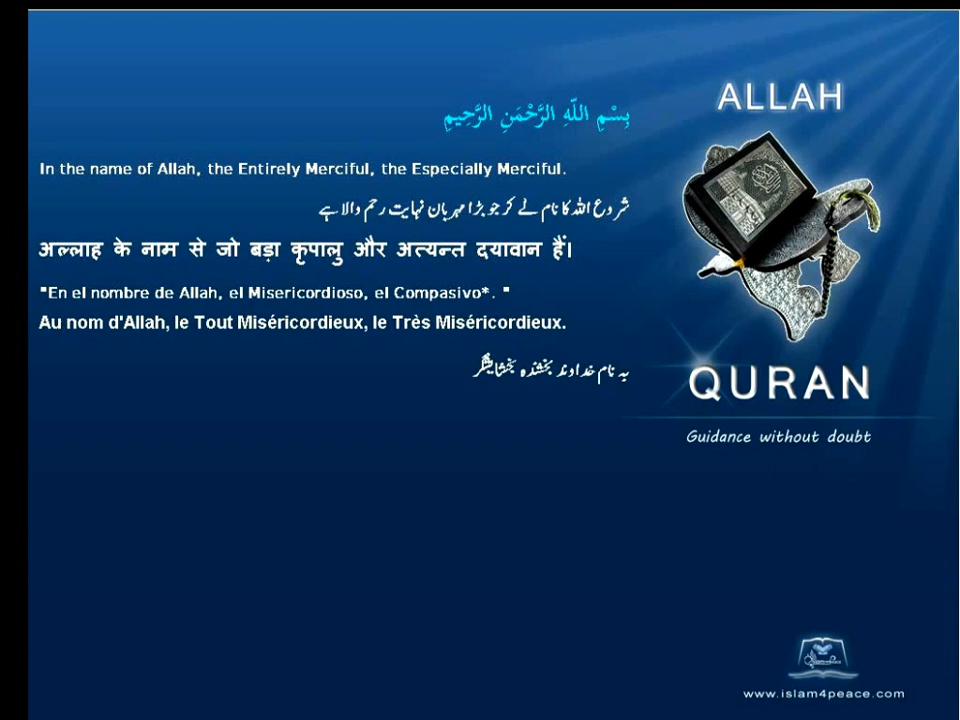 بِسْمِ اللّهِ الرَّحْمَنِ الرَّحِيمِ
In the name of Allah, the Entirely Merciful, the Especially Merciful.
شروع اللہ کا نام لے کر جو بڑا مہربان نہایت رحم والا ہے
अल्लाह के नाम से जो बड़ा कृपालु और अत्यन्त दयावान हैं।
"En el nombre de Allah, el Misericordioso, el Compasivo*. "
Au nom d'Allah, le Tout Miséricordieux, le Très Miséricordieux.
به نام خداوند بخشنده بخشایشگر
ALLAH
QURAN
Guidance without doubt
www.islam4peace.com